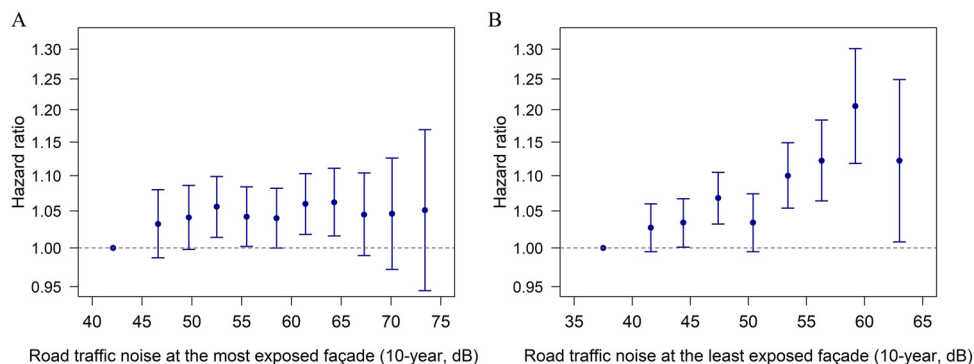 A
Hazard ratio
1.30
1.25
1.20
1.15
1.10
1.05
1.00
0.95
40 45 50 55 60 65 70 75
Road traffic noise at the most exposed façade (10-year, dB)
B
Hazard ratio
1.30
1.25
1.20
1.15
1.10
1.05
1.00
0.95
35 40 45 50 55 60 65
Road traffic noise at the least exposed façade (10-year, dB)